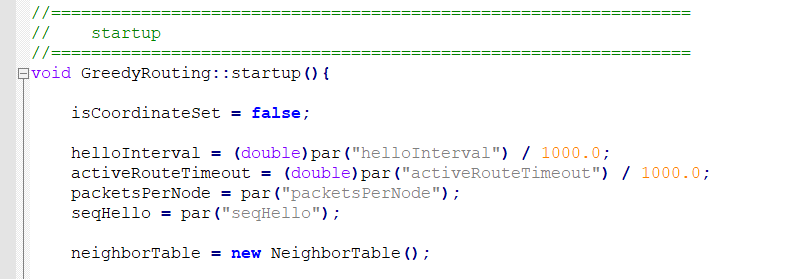 //================================================================
//    startup
//================================================================
void GreedyRouting::startup(){
isCoordinateSet = false;
helloInterval = (double)par("helloInterval") / 1000.0;
activeRouteTimeout = (double)par("activeRouteTimeout") / 1000.0;
packetsPerNode = par("packetsPerNode");
seqHello = par("seqHello");
neighborTable = new NeighborTable();